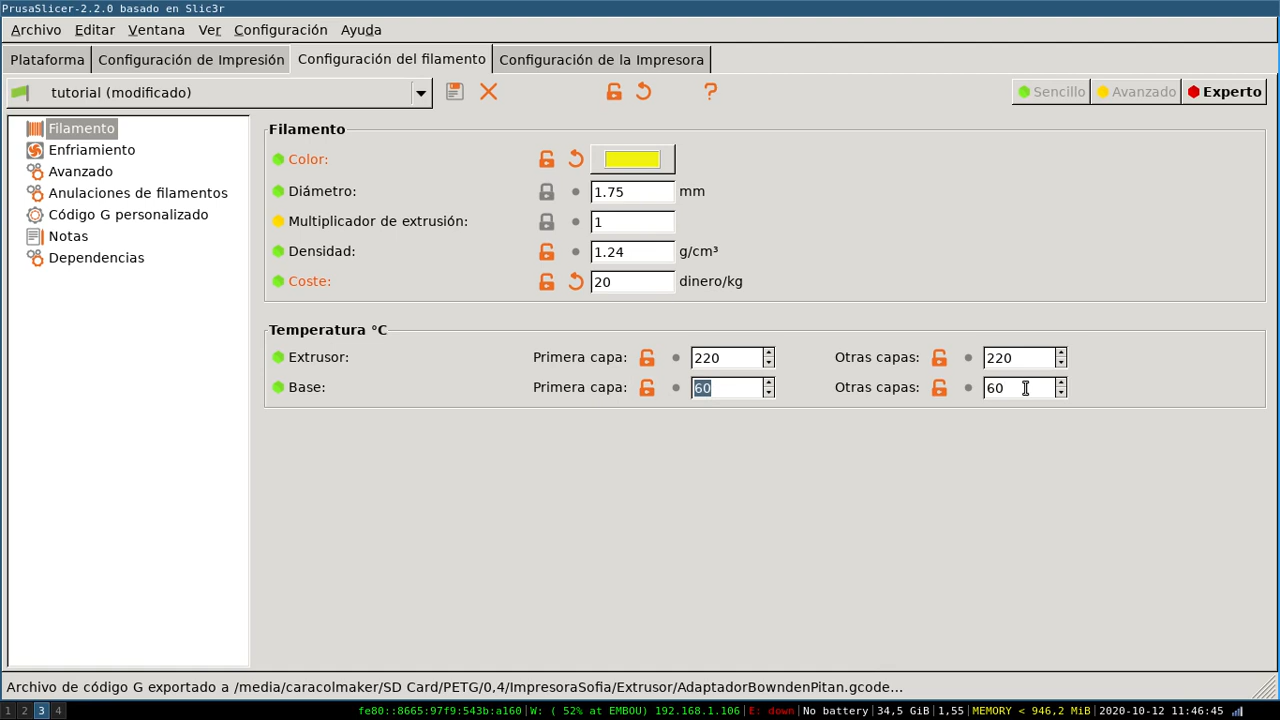 PrusaSlicer-2.2.0 basado en Slic3r
Archivo Editar Ventana Ver Configuración Ayuda
Plataforma Configuración de Impresión Configuración del filamento Configuración de la Impresora
tutorial (modificado) ? Sencillo Avanzado Experto
Filamento
Enfriamiento
Avanzado
Anulaciones de filamentos
Código G personalizado
Notas
Dependencias
Filamento
Color:
Diámetro: 1.75 mm
Multiplicador de extrusión: 1
Densidad: 1.24 g/cm³
Coste: 20 dinero/kg
Temperatura °C
Extrusor: Primera capa: 220 Otras capas: 220
Base: Primera capa: 60 Otras capas: 60
Archivo de código G exportado a /media/caracolmaker/SD Card/PETG/0,4/ImpresoraSofia/Extrusor/AdaptadorBowndenPitan.gcode...
1 2 3 4 fe80::8665:97f9:543b:a160|W: ( 52% at EMBOU) 192.168.1.106|E: down|No battery|34,5 GiB|1,55|MEMORY < 946,2 MiB|2020-10-12 11:46:45